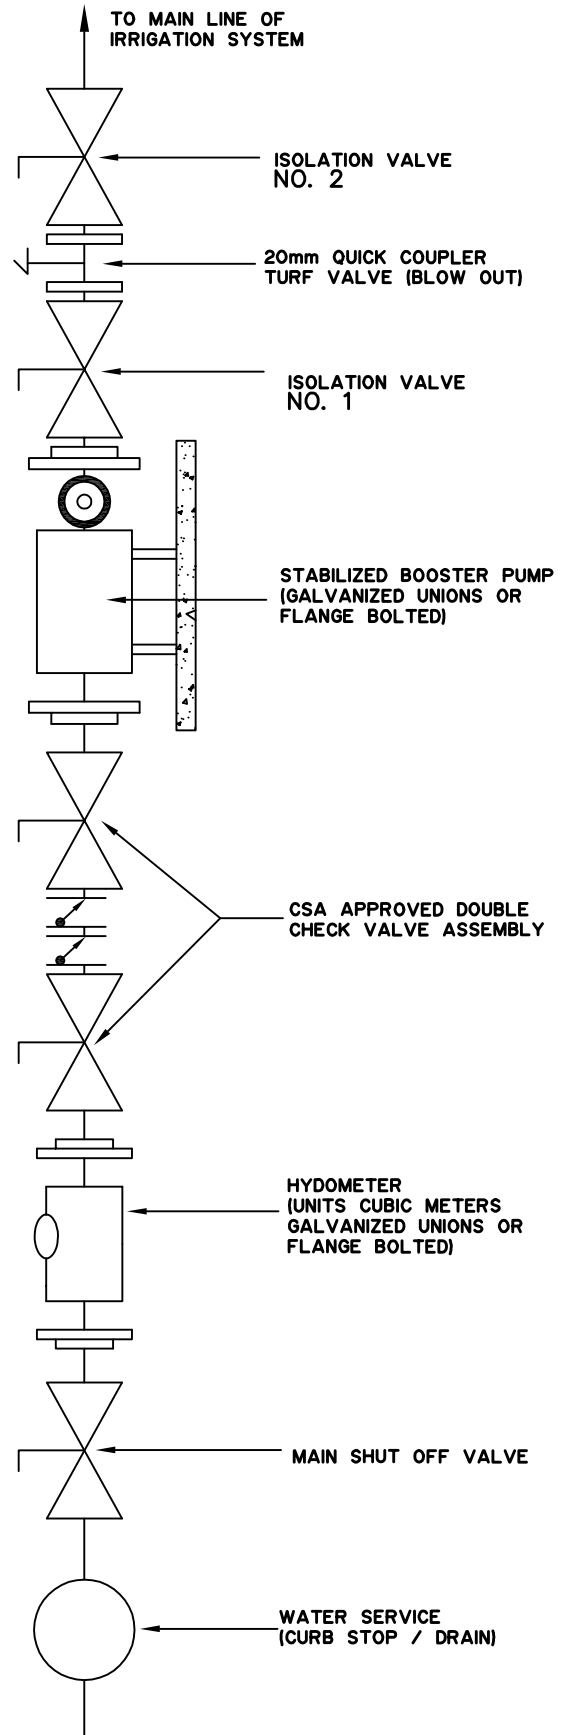 TO MAIN LINE OF
IRRIGATION SYSTEM
ISOLATION VALVE
NO. 2
20mm QUICK COUPLER
TURF VALVE (BLOW OUT)
ISOLATION VALVE
NO. 1
STABILIZED BOOSTER PUMP
(GALVANIZED UNIONS OR
FLANGE BOLTED)
CSA APPROVED DOUBLE
CHECK VALVE ASSEMBLY
HYDOMETER
(UNITS CUBIC METERS
GALVANIZED UNIONS OR
FLANGE BOLTED)
MAIN SHUT OFF VALVE
WATER SERVICE
(CURB STOP / DRAIN)